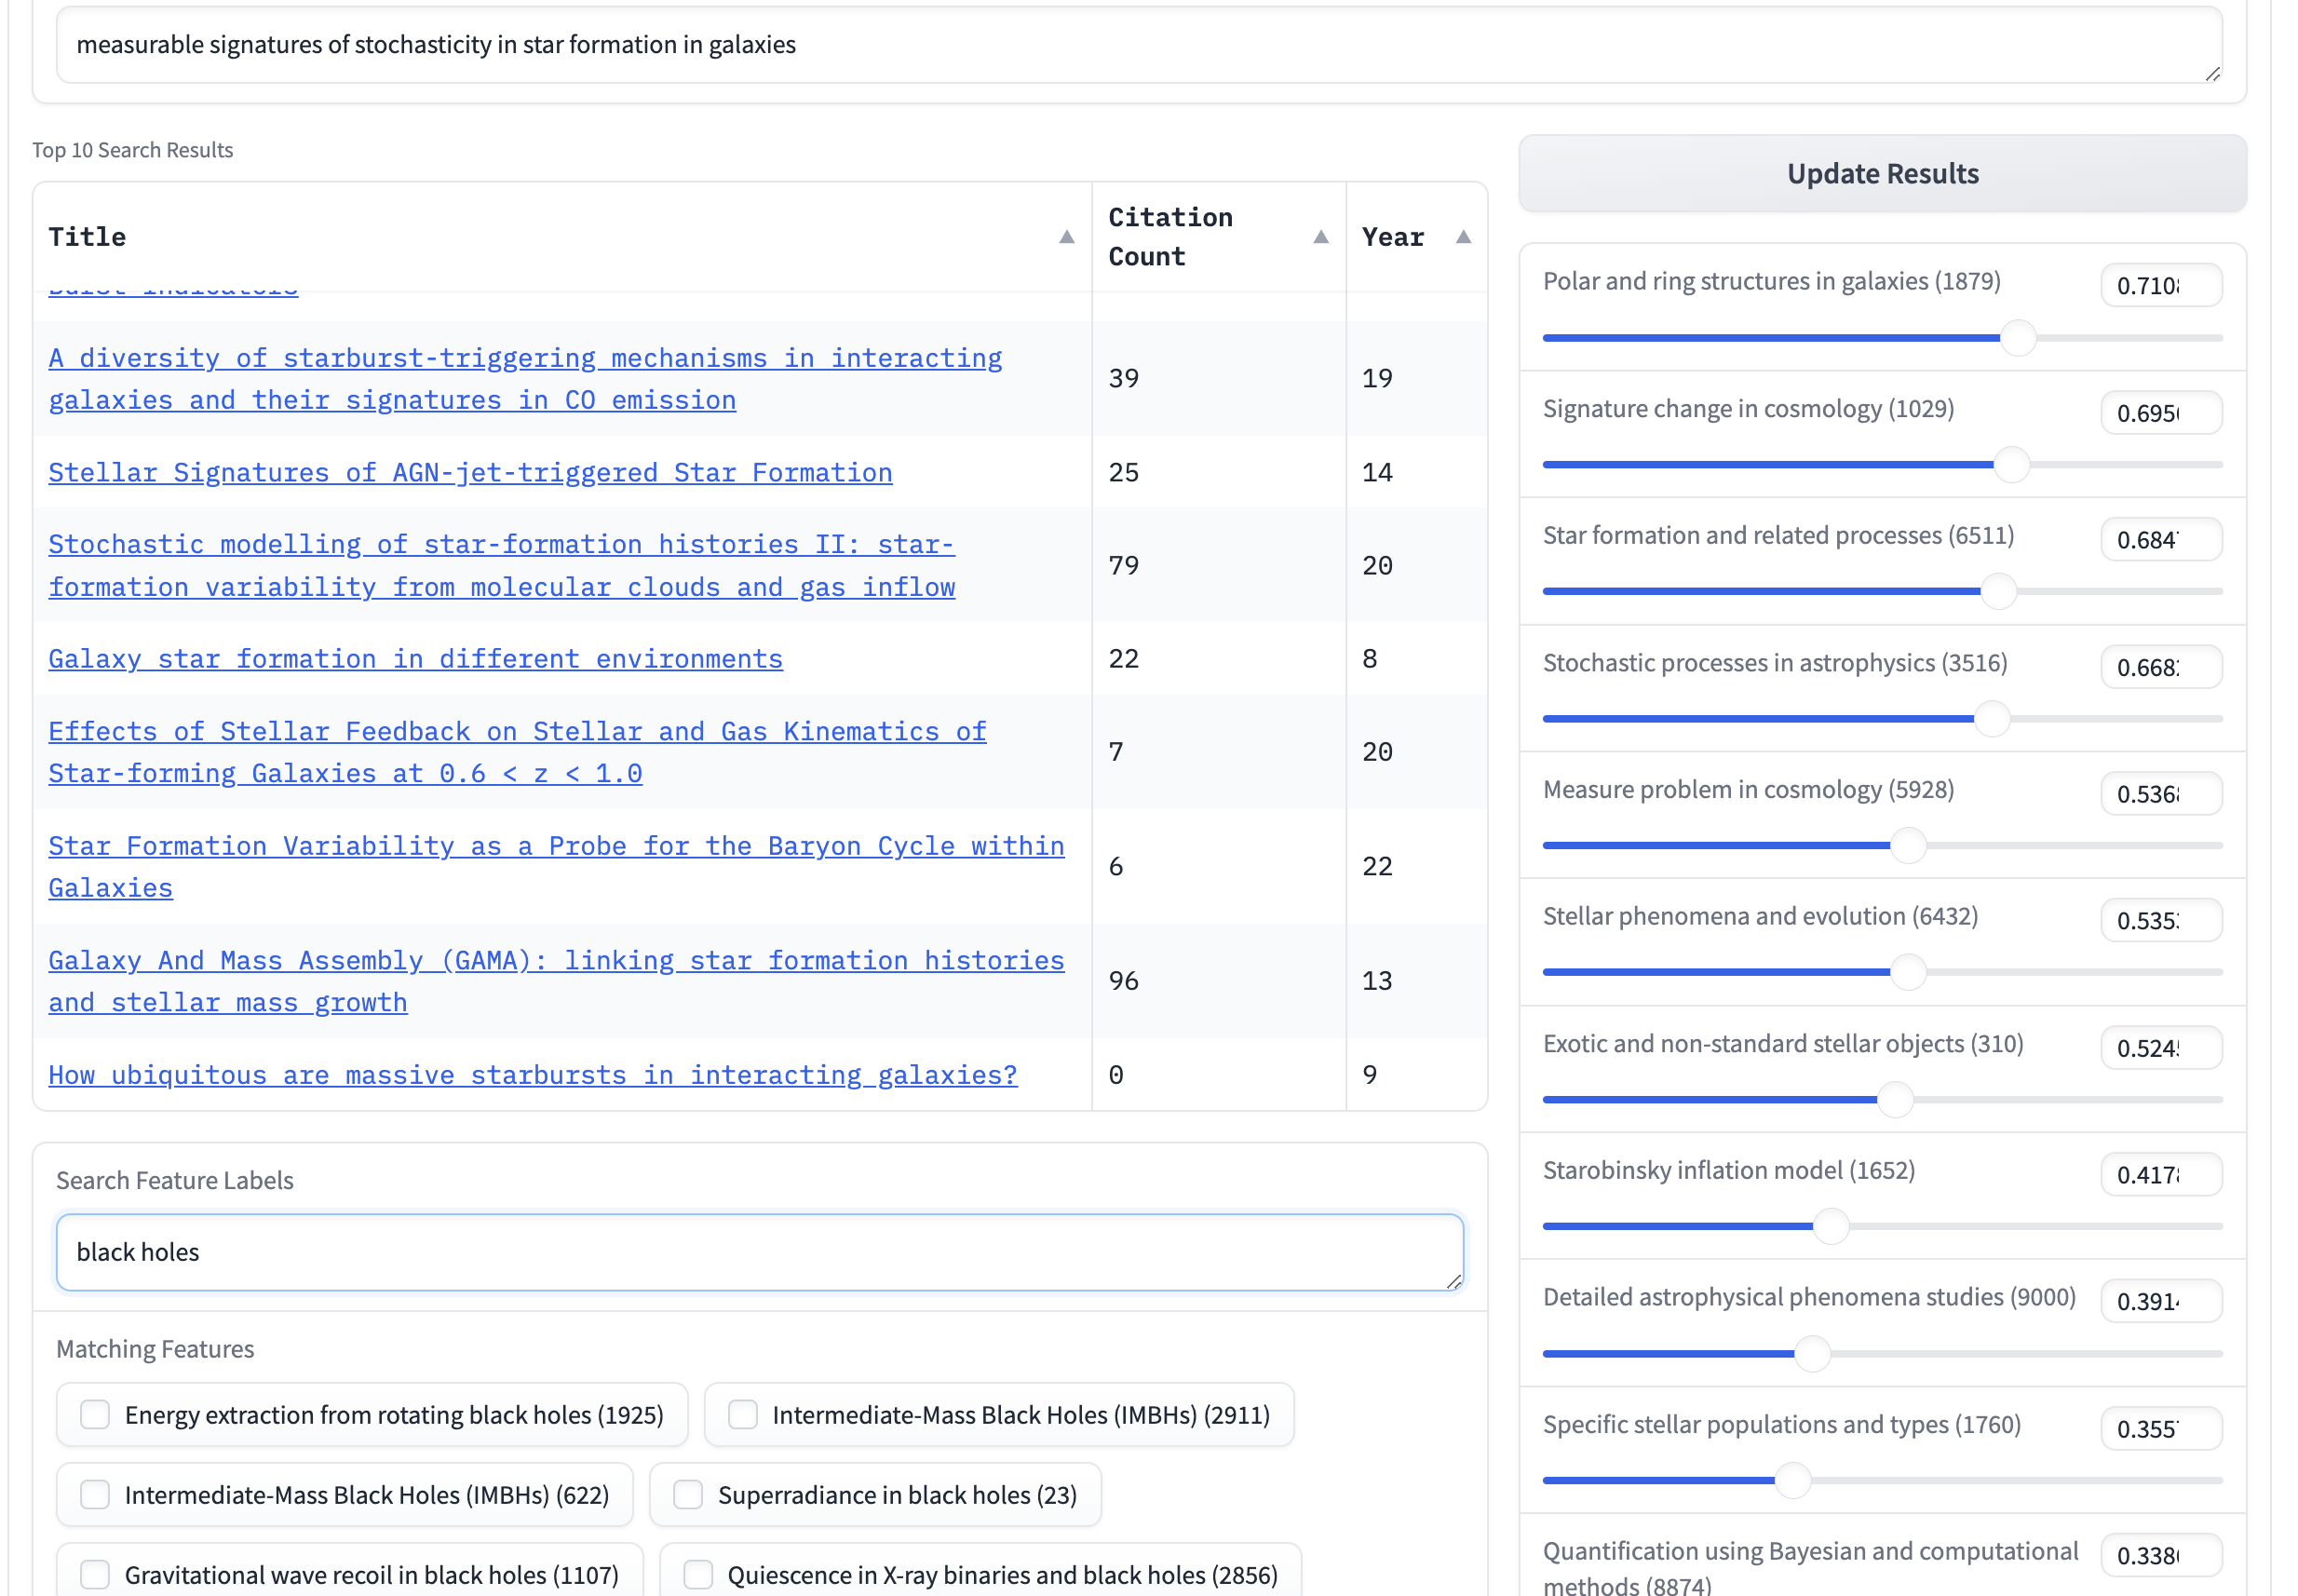 measurable signatures of stochasticity in star formation in galaxies
Top 10 Search Results
Update Results
Title
Citation
Count
Year
Burst Indicators
A diversity of starburst-triggering mechanisms in interacting
galaxies and their signatures in CO emission
39
19
Stellar Signatures of AGN-jet-triggered Star Formation
25
14
Stochastic modelling of star-formation histories II: star-
formation variability from molecular clouds and gas inflow
79
20
Galaxy star formation in different environments
22
8
Effects of Stellar Feedback on Stellar and Gas Kinematics of
Star-forming Galaxies at 0.6 < z < 1.0
7
20
Star Formation Variability as a Probe for the Baryon Cycle within
Galaxies
6
22
Galaxy And Mass Assembly (GAMA): linking star formation histories
and stellar mass growth
96
13
How ubiquitous are massive starbursts in interacting galaxies?
0
9
Search Feature Labels
black holes
Matching Features
Energy extraction from rotating black holes (1925)
Intermediate-Mass Black Holes (IMBHs) (2911)
Intermediate-Mass Black Holes (IMBHs) (622)
Superradiance in black holes (23)
Gravitational wave recoil in black holes (1107)
Quiescence in X-ray binaries and black holes (2856)
Polar and ring structures in galaxies (1879)
0.710
Signature change in cosmology (1029)
0.695
Star formation and related processes (6511)
0.684
Stochastic processes in astrophysics (3516)
0.668
Measure problem in cosmology (5928)
0.536
Stellar phenomena and evolution (6432)
0.535
Exotic and non-standard stellar objects (310)
0.524
Starobinsky inflation model (1652)
0.417
Detailed astrophysical phenomena studies (9000)
0.391
Specific stellar populations and types (1760)
0.355
Quantification using Bayesian and computational
methods (8874)
0.338